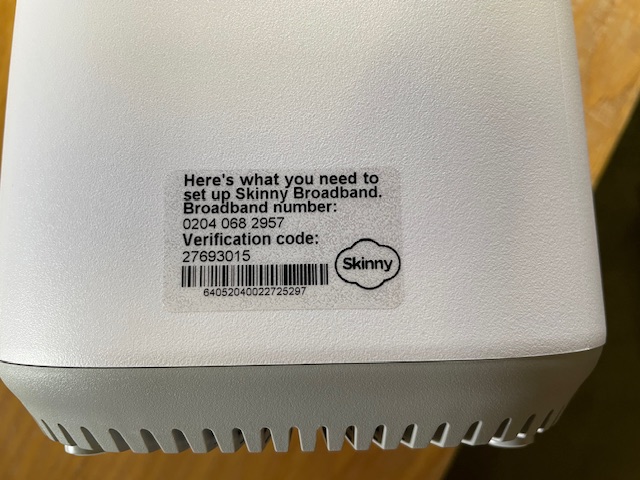 Here's what you need to
set up Skinny Broadband.
Broadband number:
0204 068 2957
Verification code:
27693015
Skinny
64052040022725297